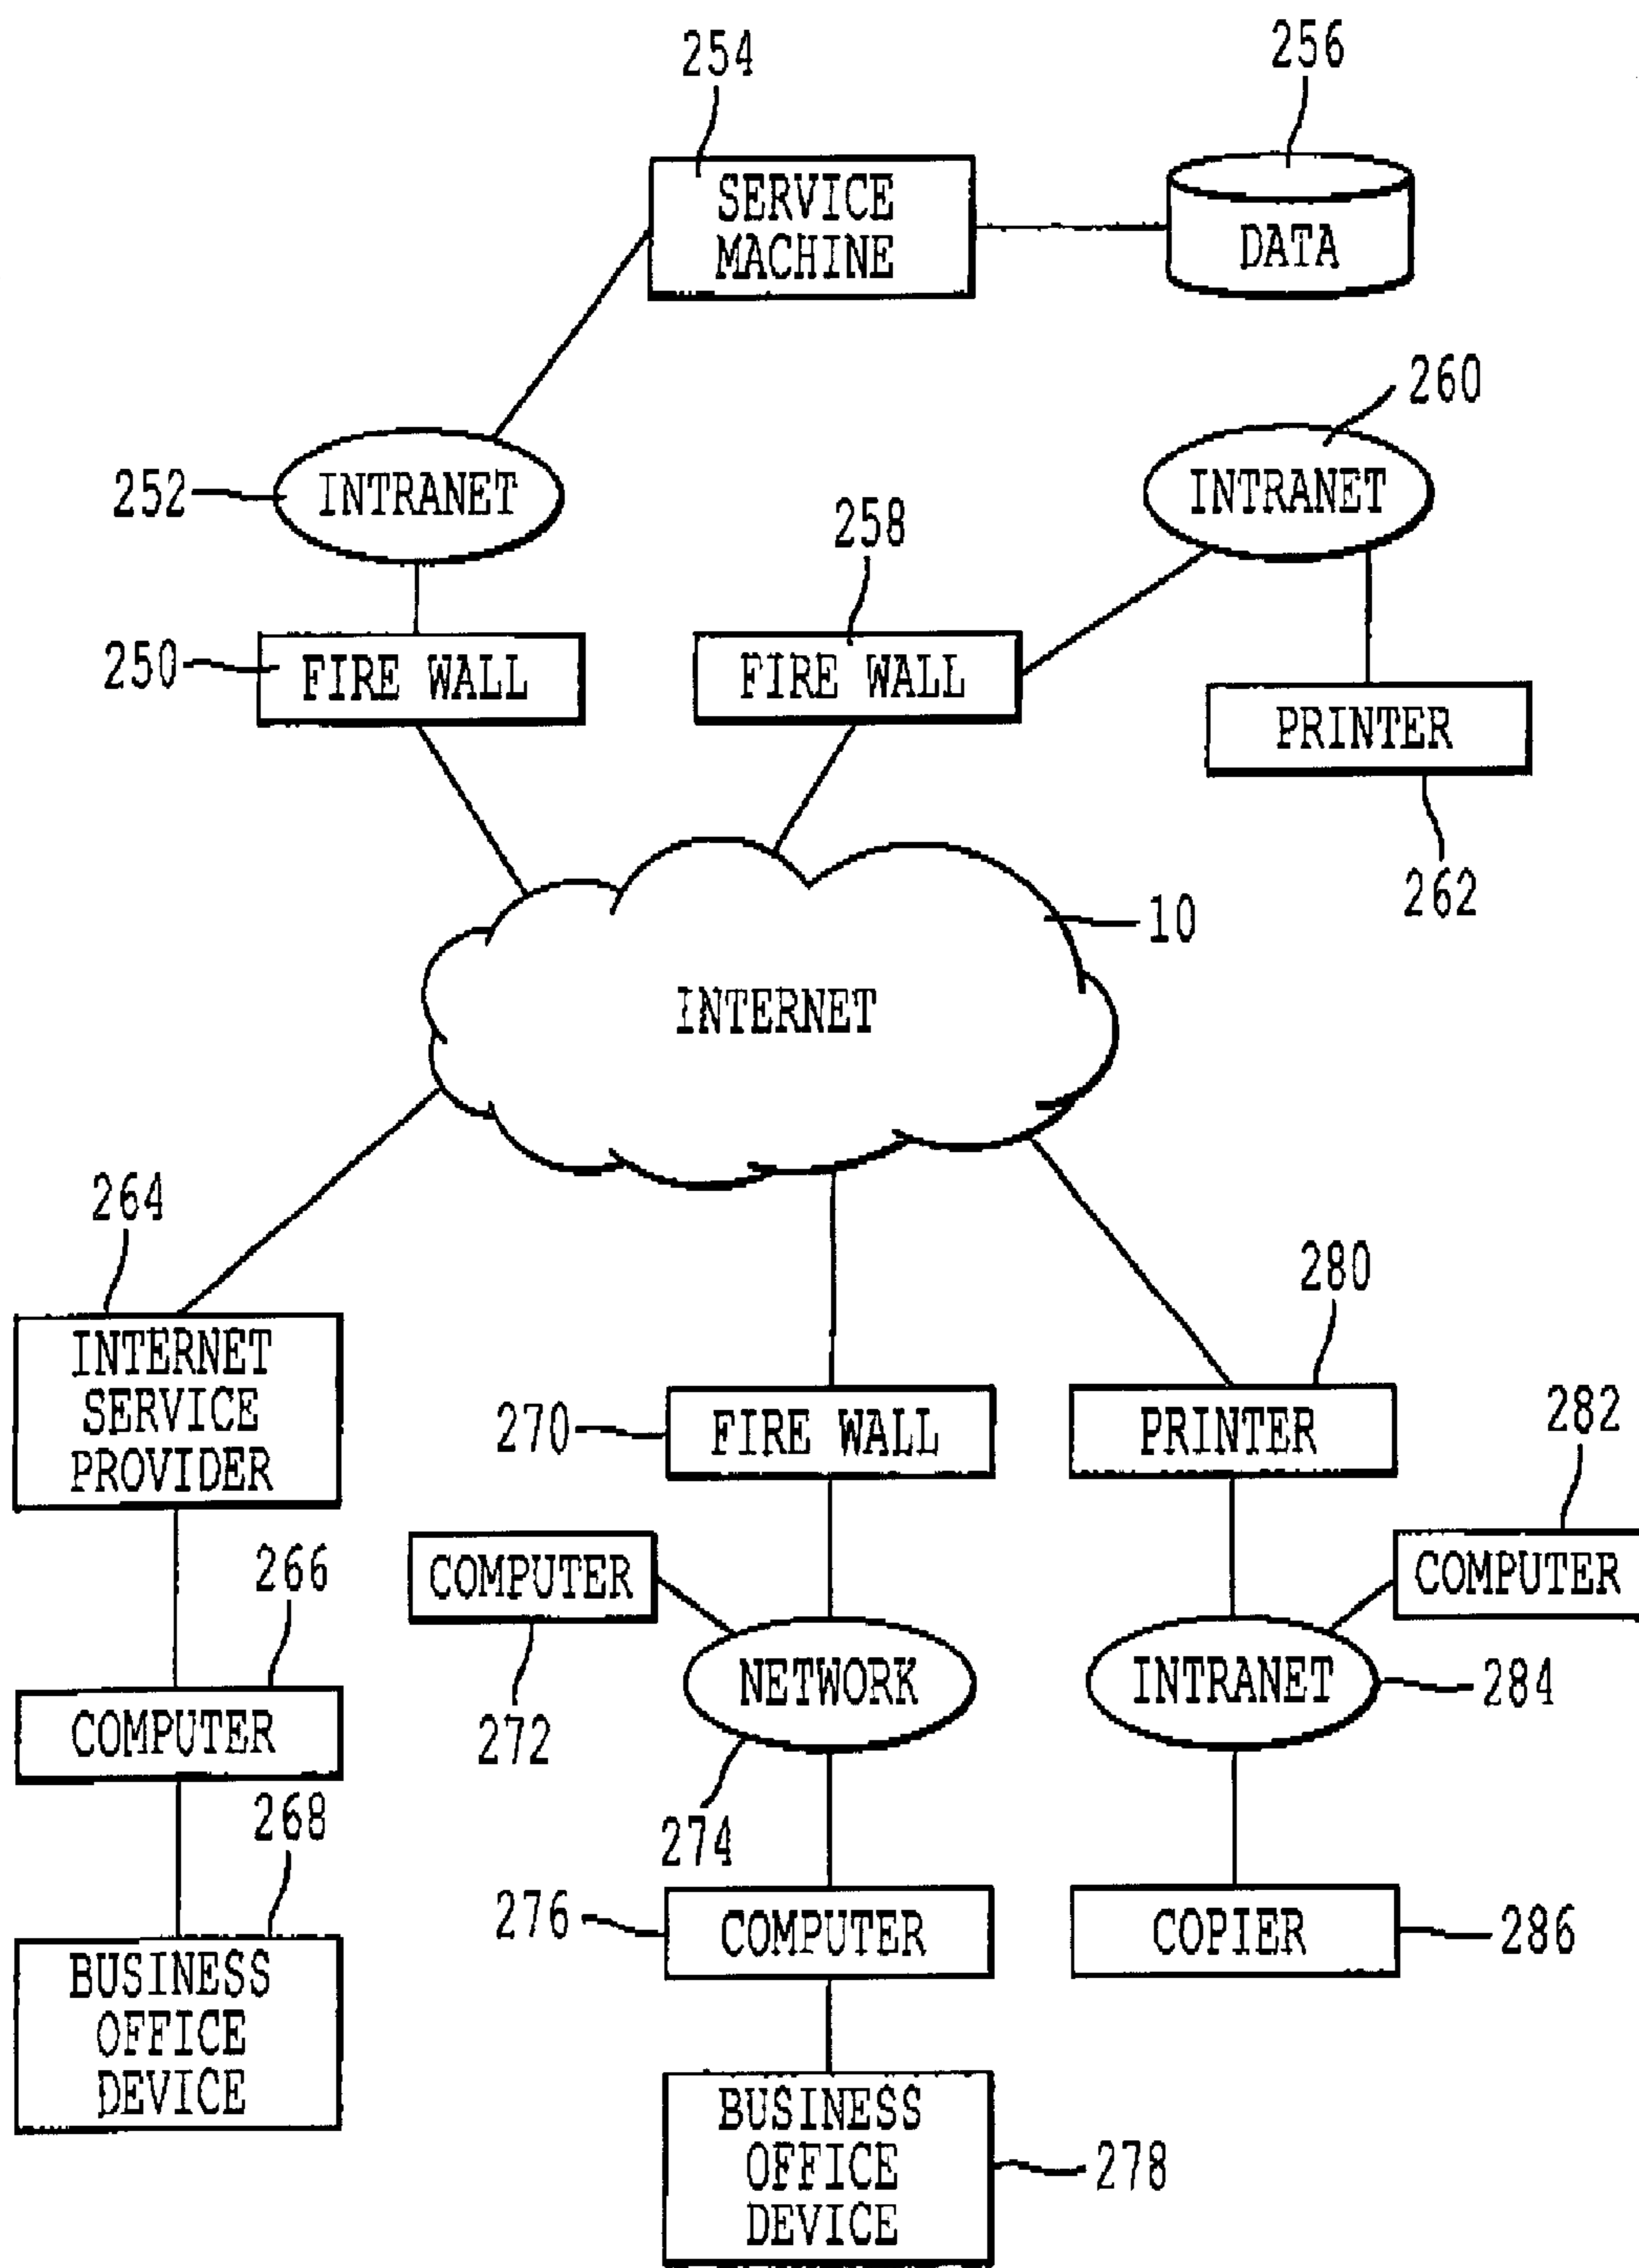 254
256
SERVICE
MACHINE
DATA
260
252
INTRANET
INTRANET
258
250
FIRE WALL
FIRE WALL
PRINTER
262
10
INTERNET
264
280
INTERNET
SERVICE
PROVIDER
270
FIRE WALL
PRINTER
282
266
COMPUTER
COMPUTER
COMPUTER
272
NETWORK
INTRANET
284
268
274
276
COMPUTER
COPIER
286
BUSINESS
OFFICE
DEVICE
BUSINESS
OFFICE
DEVICE
278